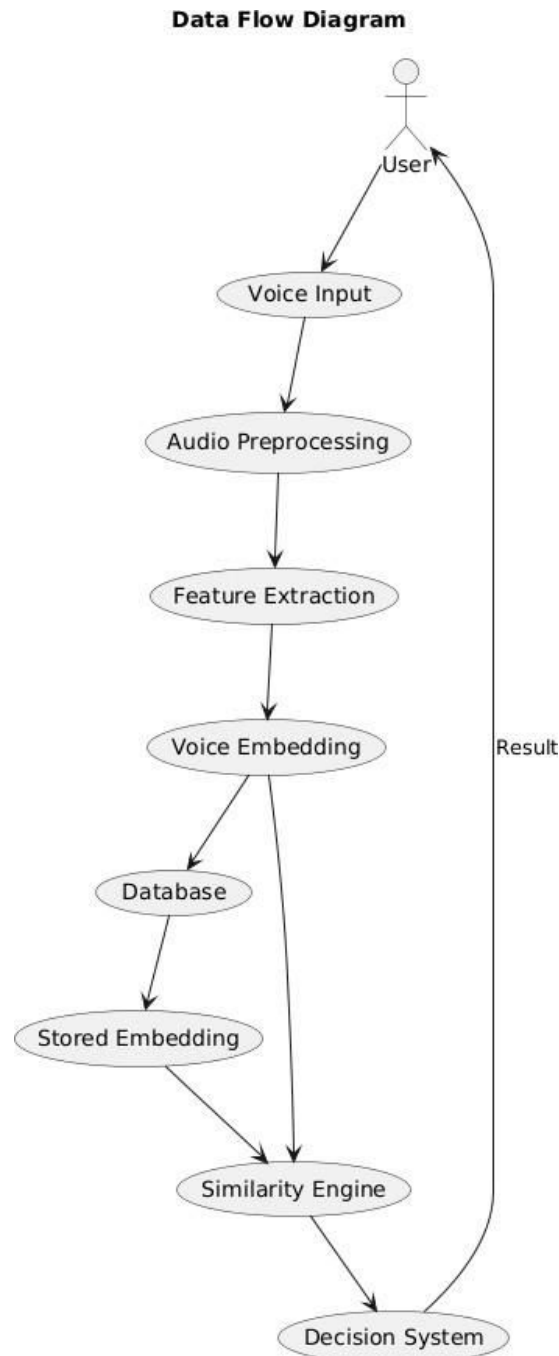 Data Flow Diagram
User
Voice Input
Audio Preprocessing
Feature Extraction
Voice Embedding
Result
Database
Stored Embedding
Similarity Engine
Decision System